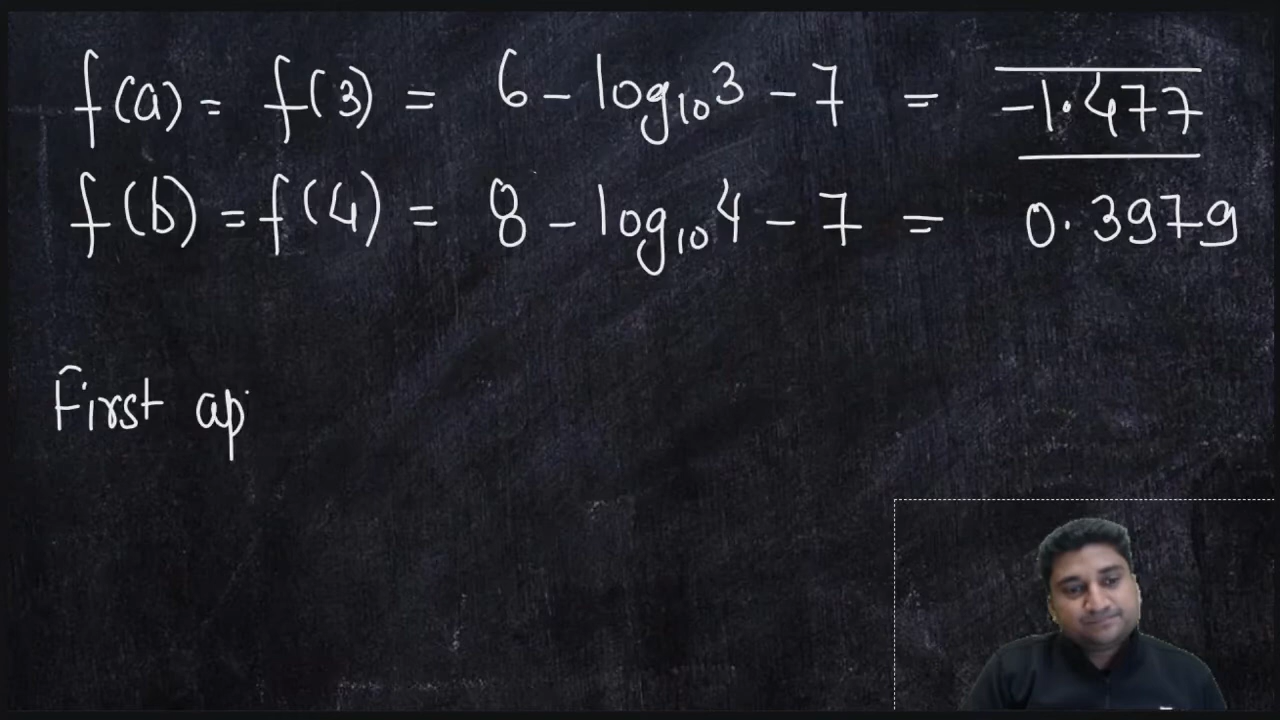 f(a) = f(3) = 6 - log₁₀3 - 7 = -1.477
f(b) = f(4) = 8 - log₁₀4 - 7 = 0.3979
First ap